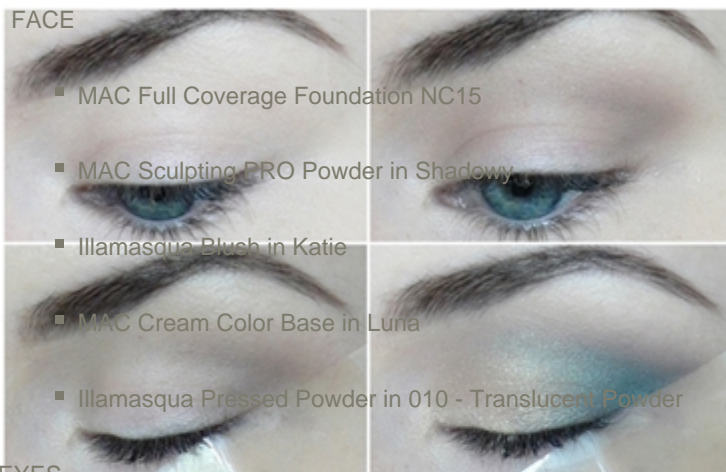 FACE
MAC Full Coverage Foundation NC15
MAC Sculpting PRO Powder in Shadowy
Illamasqua Blush in Katie
MAC Cream Color Base in Luna
Illamasqua Pressed Powder in 010 - Translucent Powder
EYES